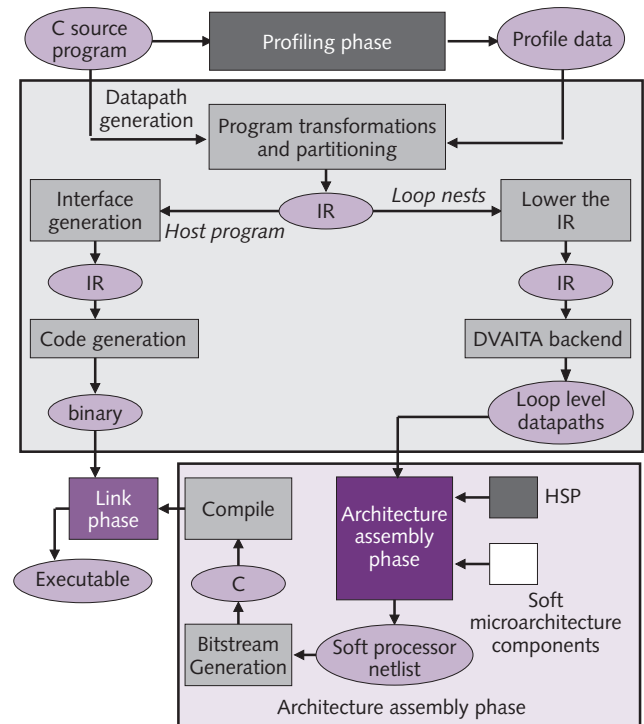 C source
program
Profiling phase
Profile data
Datapath
generation
Program transformations
and partitioning
Interface
generation
Host program
IR
Loop nests
Lower the
IR
IR
IR
Code generation
DVAITA backend
binary
Loop level
datapaths
Link
phase
Compile
Architecture
assembly
phase
HSP
Executable
C
Soft
microarchitecture
components
Bitstream
Generation
Soft processor
netlist
Architecture assembly phase